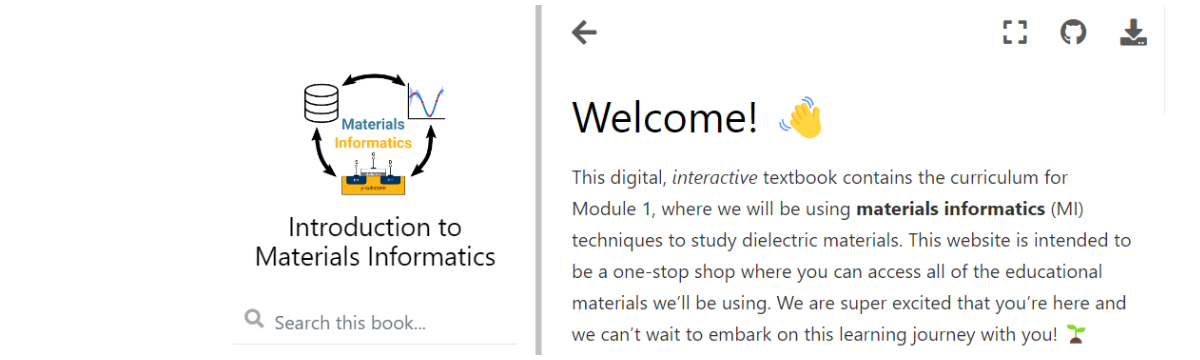 Materials
Informatics
Introduction to
Materials Informatics
Search this book...
Welcome! 👋
This digital, interactive textbook contains the curriculum for
Module 1, where we will be using materials informatics (MI)
techniques to study dielectric materials. This website is intended to
be a one-stop shop where you can access all of the educational
materials we’ll be using. We are super excited that you’re here and
we can’t wait to embark on this learning journey with you! 🌱